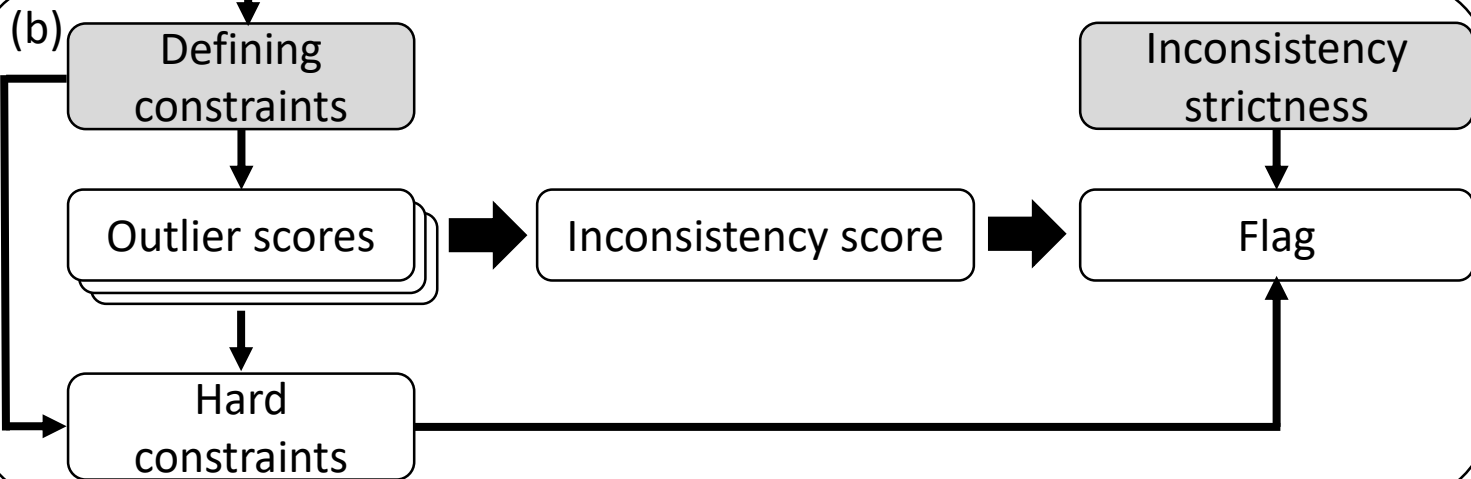 (b)
Defining
constraints
Inconsistency
strictness
Outlier scores
Inconsistency score
Flag
Hard
constraints